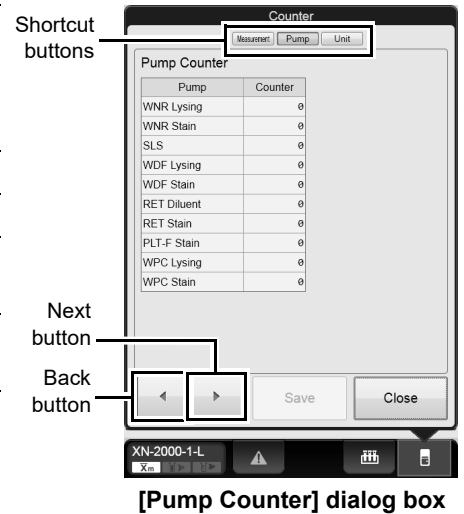 Counter
Shortcut
buttons
Measurement Pump Unit
Pump Counter
Pump Counter
WNR Lysing 0
WNR Stain 0
SLS 0
WDF Lysing 0
WDF Stain 0
RET Diluent 0
RET Stain 0
PLT-F Stain 0
WPC Lysing 0
WPC Stain 0
Next
button
Back
button
Save Close
XN-2000-1-L
Xm
[Pump Counter] dialog box